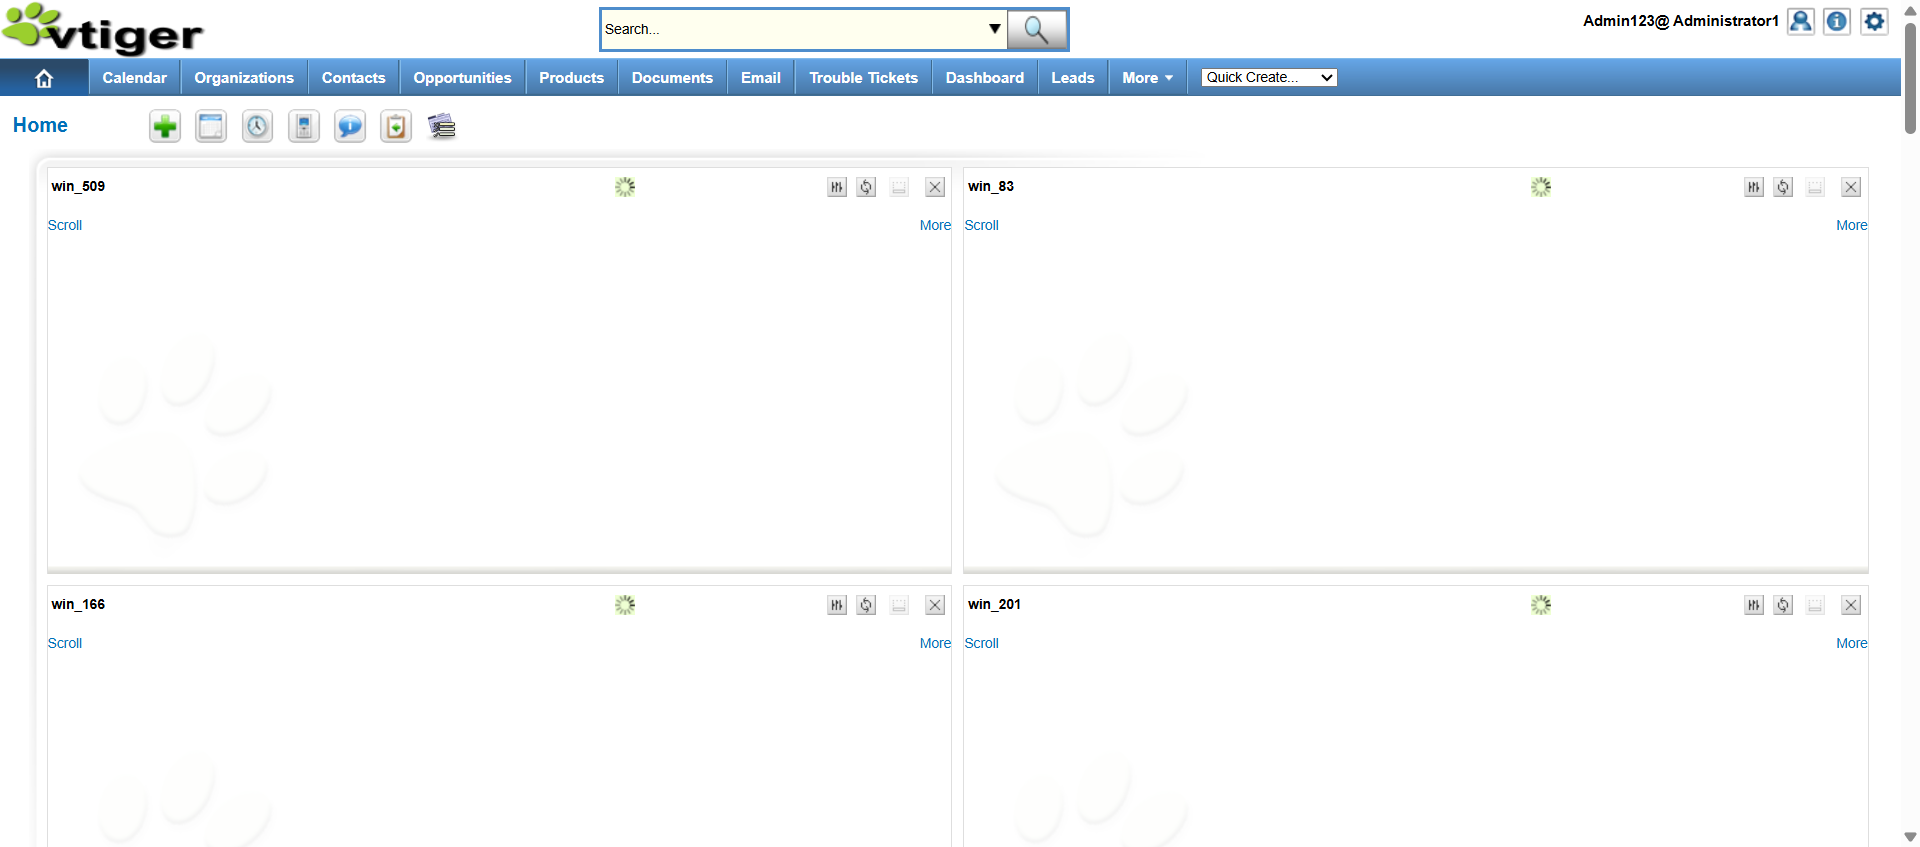 vtiger
Search...
Admin123@ Administrator1
Calendar Organizations Contacts Opportunities Products Documents Email Trouble Tickets Dashboard Leads More Quick Create...
Home
win_509
Scroll More
win_83
Scroll More
win_166
Scroll More
win_201
Scroll More